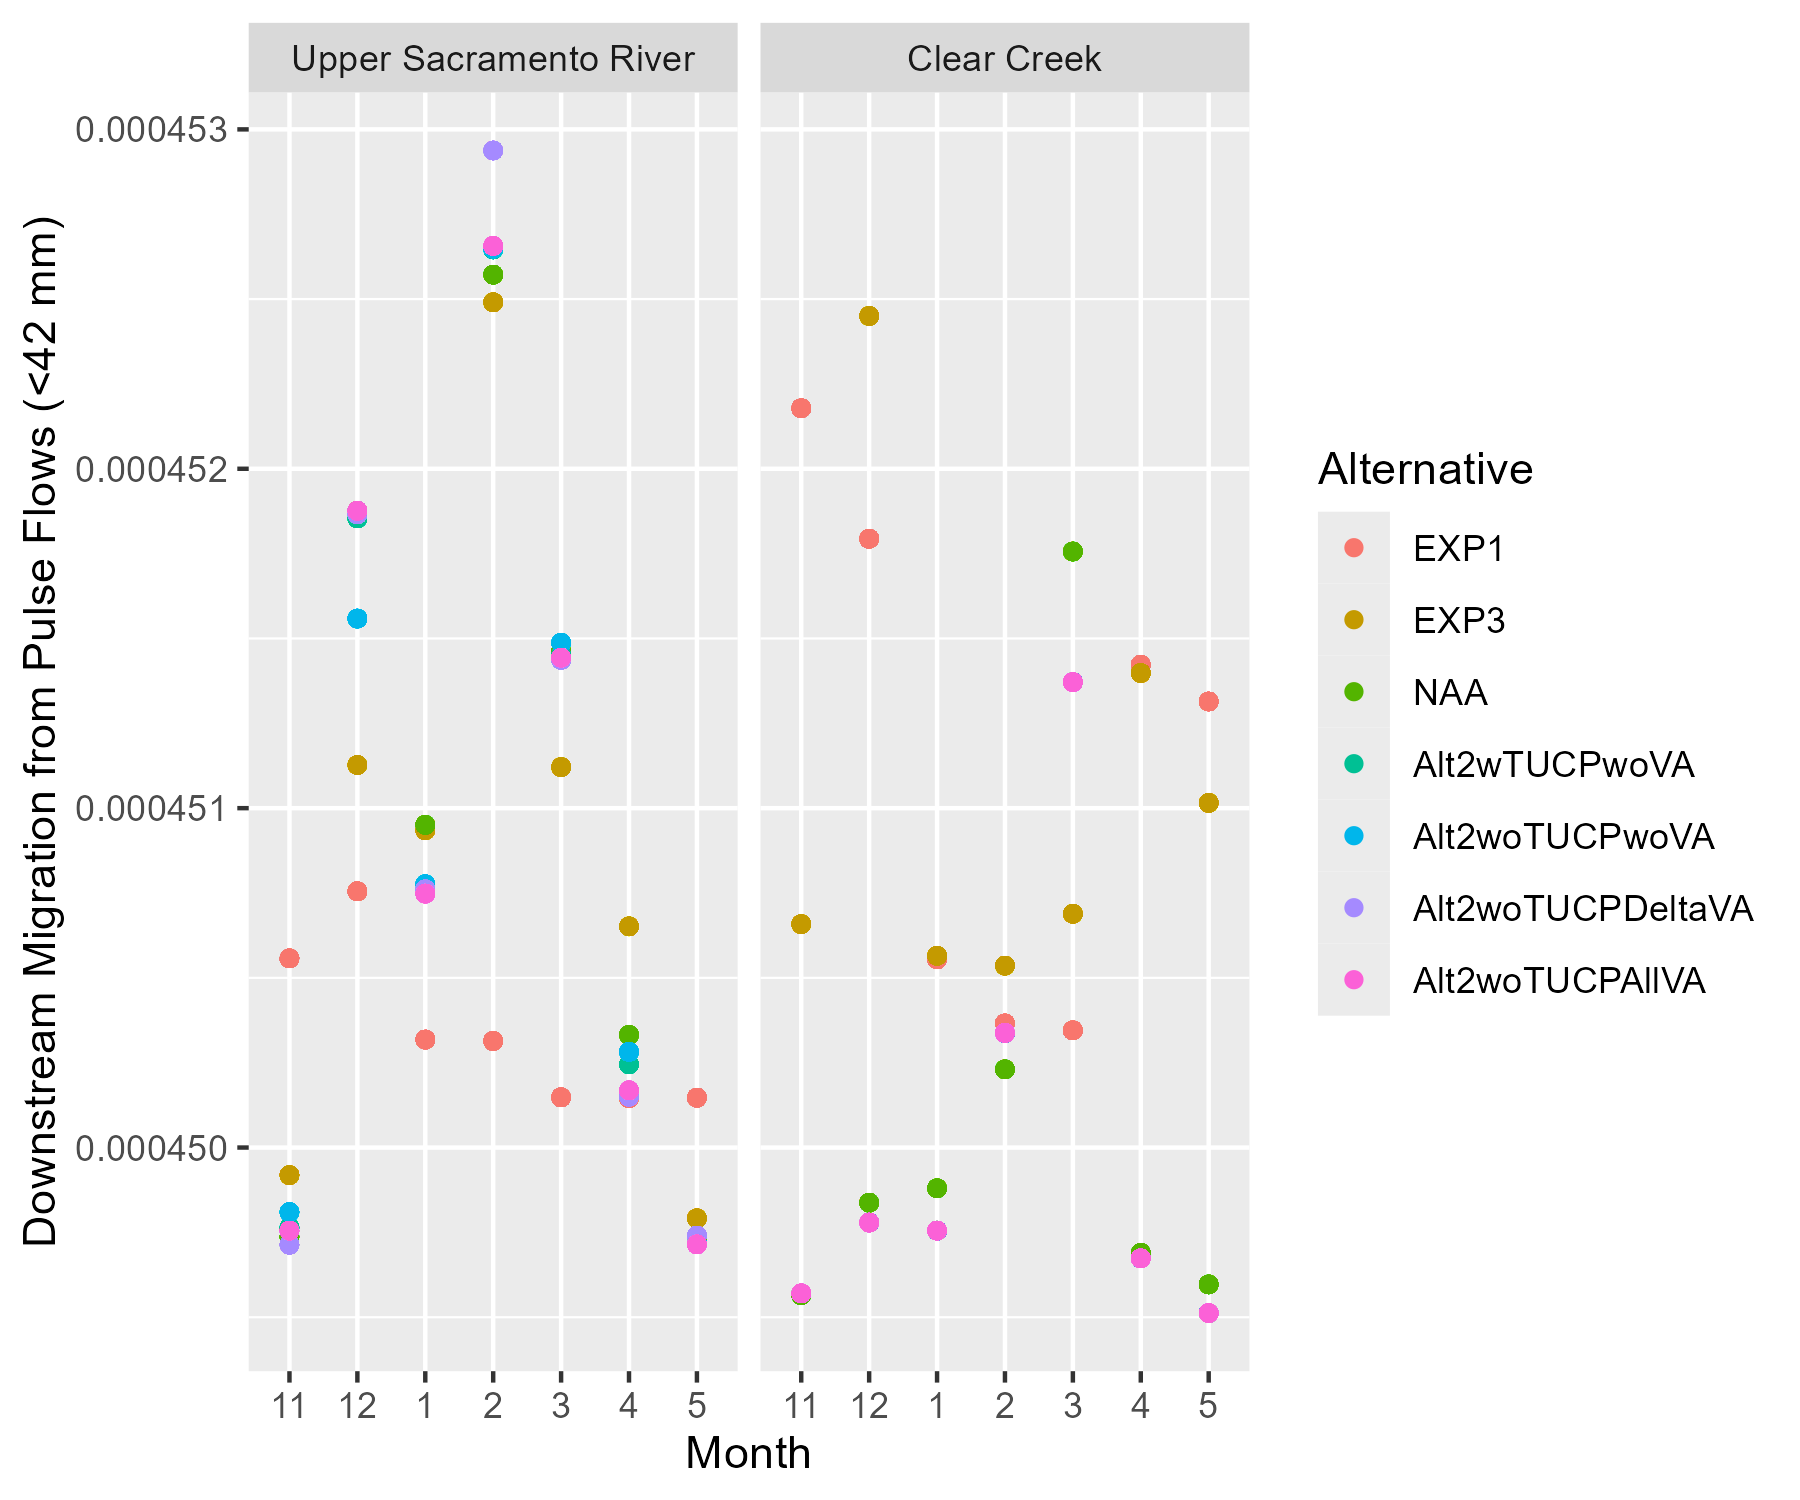 Upper Sacramento River
Clear Creek
Downstream Migration from Pulse Flows (<42 mm)
0.000453
0.000452
0.000451
0.000450
11 12 1 2 3 4 5
11 12 1 2 3 4 5
Month
Alternative
EXP1
EXP3
NAA
Alt2wTUCPwoVA
Alt2woTUCPwoVA
Alt2woTUCPDeltaVA
Alt2woTUCPAllVA